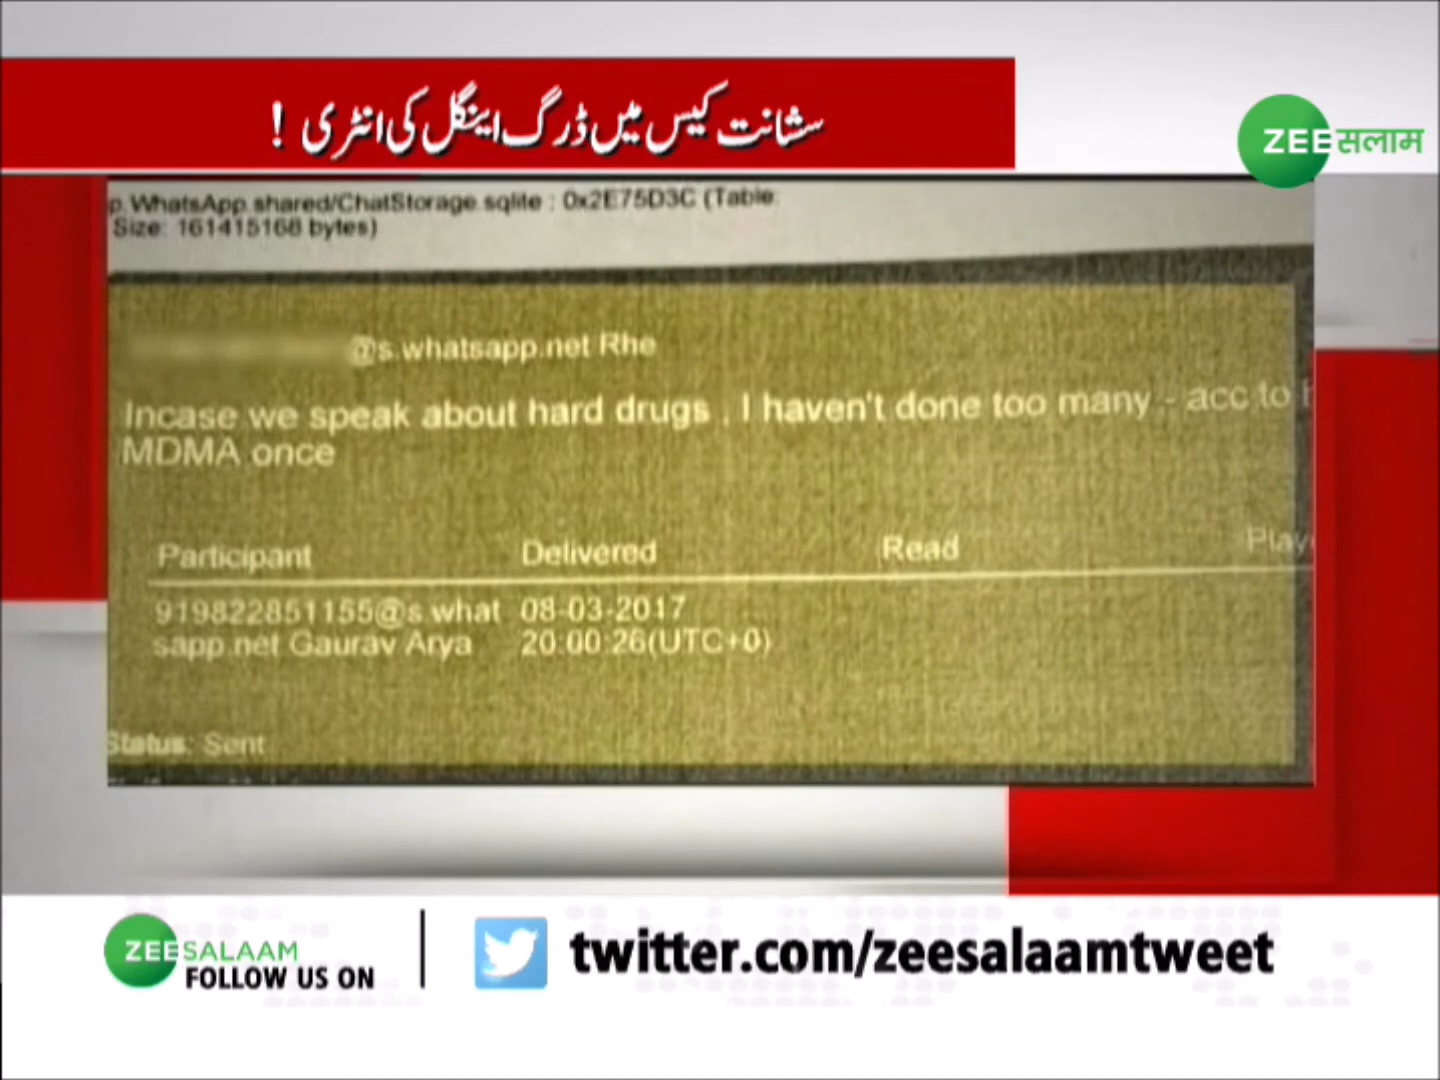 سشانت کیس میں ڈرگ اینگل کی انٹری !
ZEE सलाम
p.WhatsApp.shared/ChatStorage.sqlite : 0x2E75D3C (Table:
Size: 161415168 bytes)
@s.whatsapp.net Rhe
Incase we speak about hard drugs , I haven't done too many - acc to
MDMA once
Participant Delivered Read Play
919822851155@s.what 08-03-2017
sapp.net Gaurav Arya 20:00:26(UTC+0)
Status: Sent
ZEE SALAAM
FOLLOW US ON
twitter.com/zeesalaamtweet